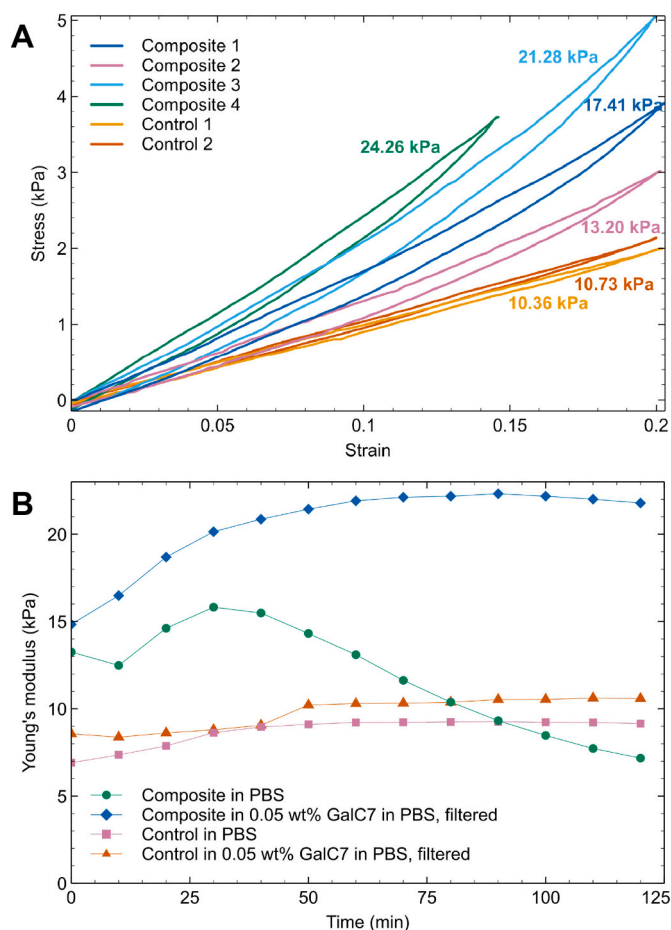 A
Composite 1
Composite 2
Composite 3
Composite 4
Control 1
Control 2
21.28 kPa
17.41 kPa
24.26 kPa
13.20 kPa
10.73 kPa
10.36 kPa
Stress (kPa)
5
4
3
2
1
0
0 0.05 0.1 0.15 0.2
Strain
B
Young's modulus (kPa)
20
15
10
5
0
Composite in PBS
Composite in 0.05 wt% GalC7 in PBS, filtered
Control in PBS
Control in 0.05 wt% GalC7 in PBS, filtered
0 25 50 75 100 125
Time (min)